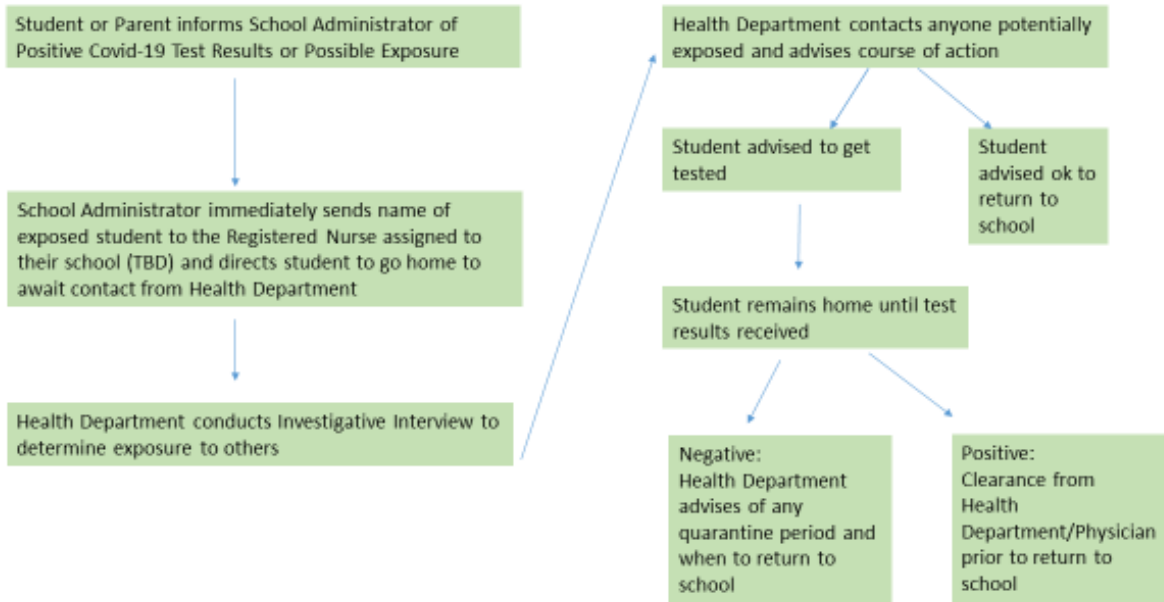 Student or Parent informs School Administrator of
Positive Covid-19 Test Results or Possible Exposure
School Administrator immediately sends name of
exposed student to the Registered Nurse assigned to
their school (TBD) and directs student to go home to
await contact from Health Department
Health Department conducts Investigative Interview to
determine exposure to others
Health Department contacts anyone potentially
exposed and advises course of action
Student advised to get
tested
Student
advised ok to
return to
school
Student remains home until test
results received
Negative:
Health Department
advises of any
quarantine period and
when to return to
school
Positive:
Clearance from
Health
Department/Physician
prior to return to
school